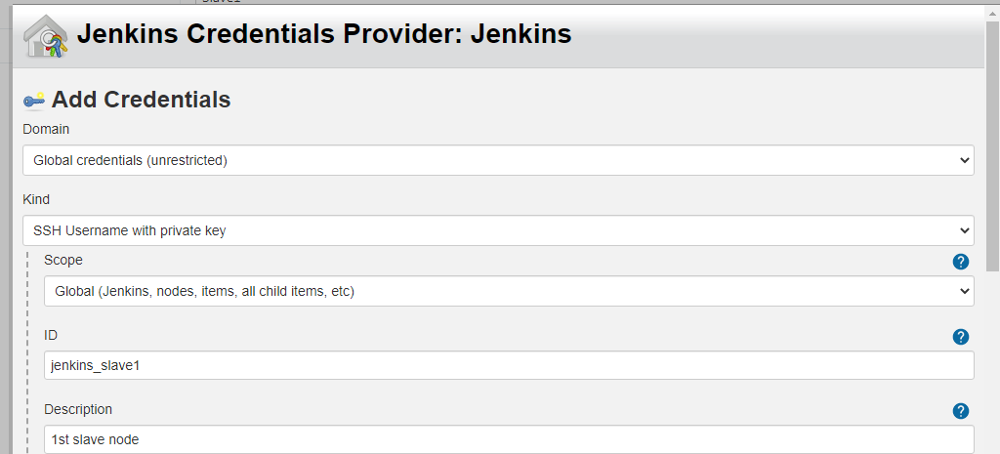 Jenkins Credentials Provider: Jenkins
Add Credentials
Domain
Global credentials (unrestricted)
Kind
SSH Username with private key
Scope
?
Global (Jenkins, nodes, items, all child items, etc)
ID
?
jenkins_slave1
Description
?
1st slave node